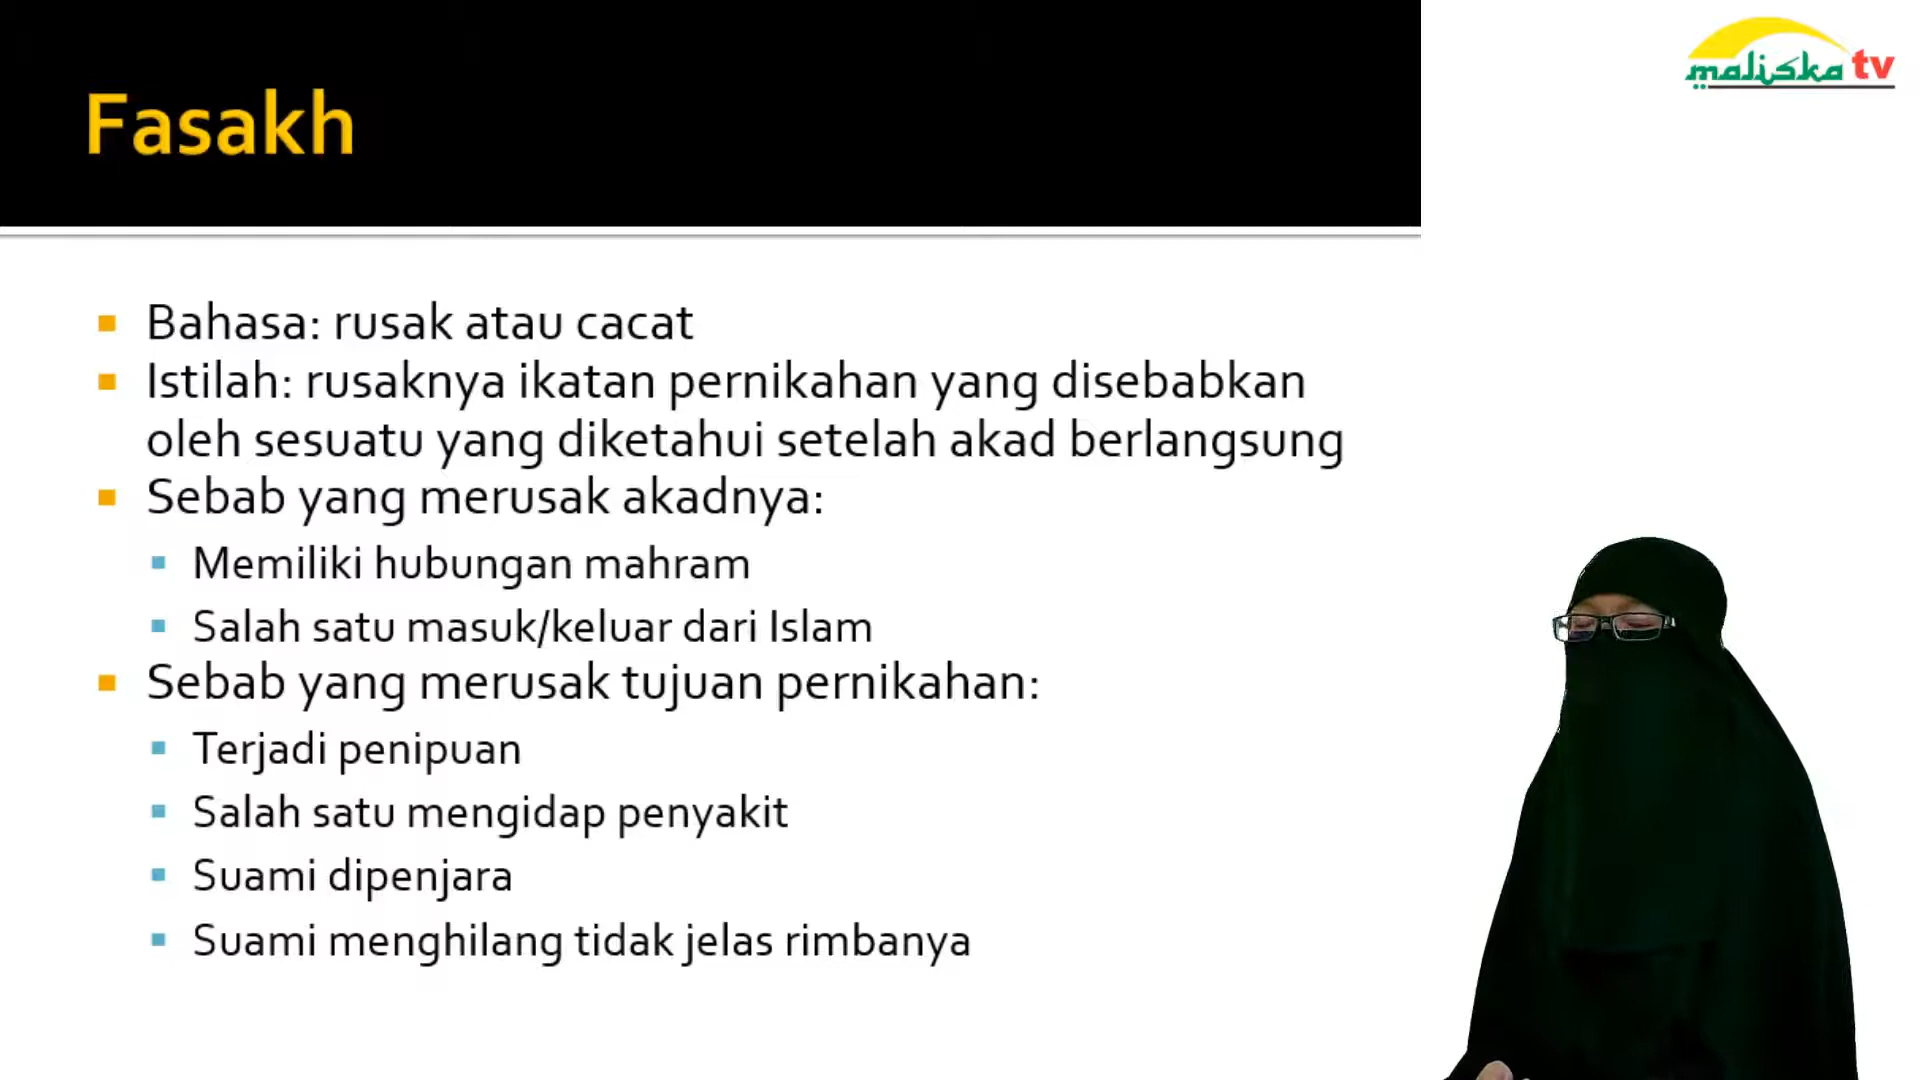 Fasakh
maliska tv
Bahasa: rusak atau cacat
Istilah: rusaknya ikatan pernikahan yang disebabkan
oleh sesuatu yang diketahui setelah akad berlangsung
Sebab yang merusak akadnya:
Memiliki hubungan mahram
Salah satu masuk/keluar dari Islam
Sebab yang merusak tujuan pernikahan:
Terjadi penipuan
Salah satu mengidap penyakit
Suami dipenjara
Suami menghilang tidak jelas rimbanya